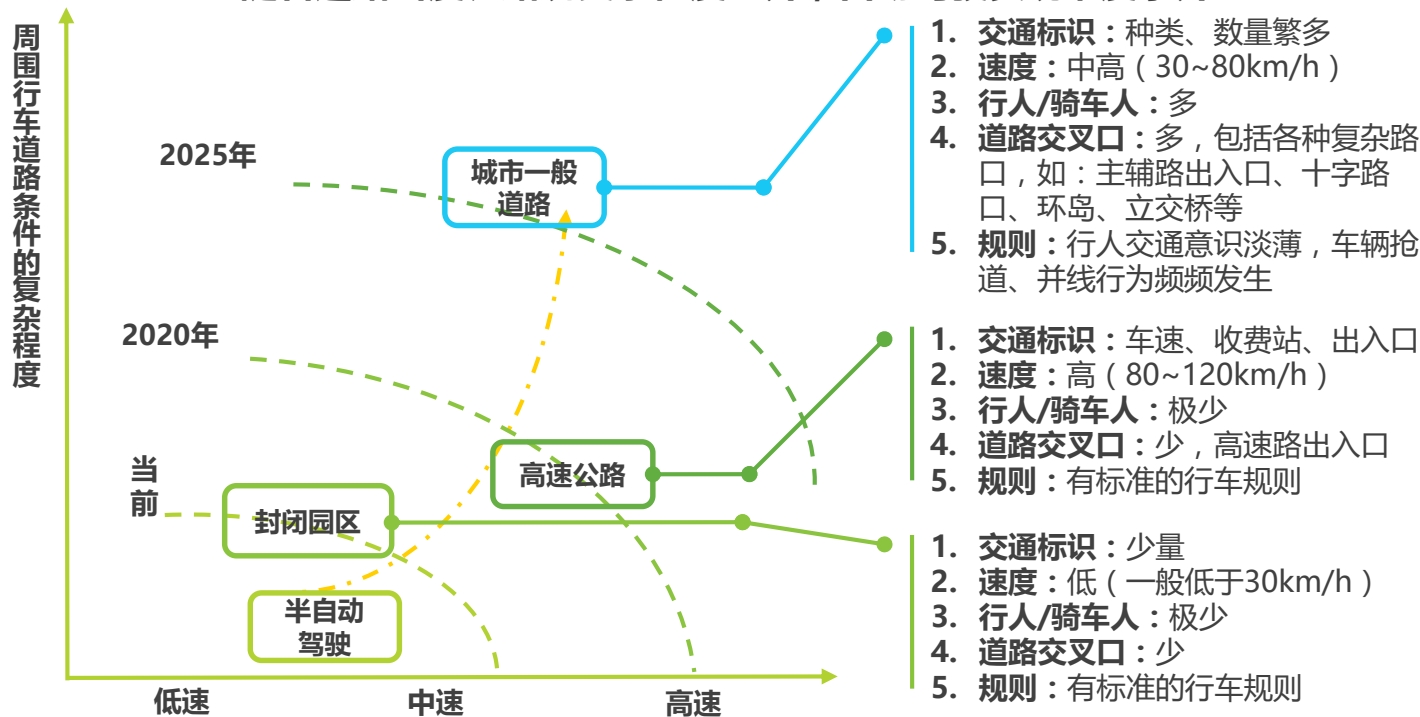 周围行车道路条件的复杂程度
2025年
2020年
当
前
城市一般
道路
高速公路
封闭园区
半自动
驾驶
低速
中速
高速
1. 交通标识：种类、数量繁多
2. 速度：中高（30~80km/h）
3. 行人/骑车人：多
4. 道路交叉口：多，包括各种复杂路
口，如：主辅路出入口、十字路
口、环岛、立交桥等
5. 规则：行人交通意识淡薄，车辆抢
道、并线行为频频发生
1. 交通标识：车速、收费站、出入口
2. 速度：高（80~120km/h）
3. 行人/骑车人：极少
4. 道路交叉口：少，高速路出入口
5. 规则：有标准的行车规则
1. 交通标识：少量
2. 速度：低（一般低于30km/h）
3. 行人/骑车人：极少
4. 道路交叉口：少
5. 规则：有标准的行车规则